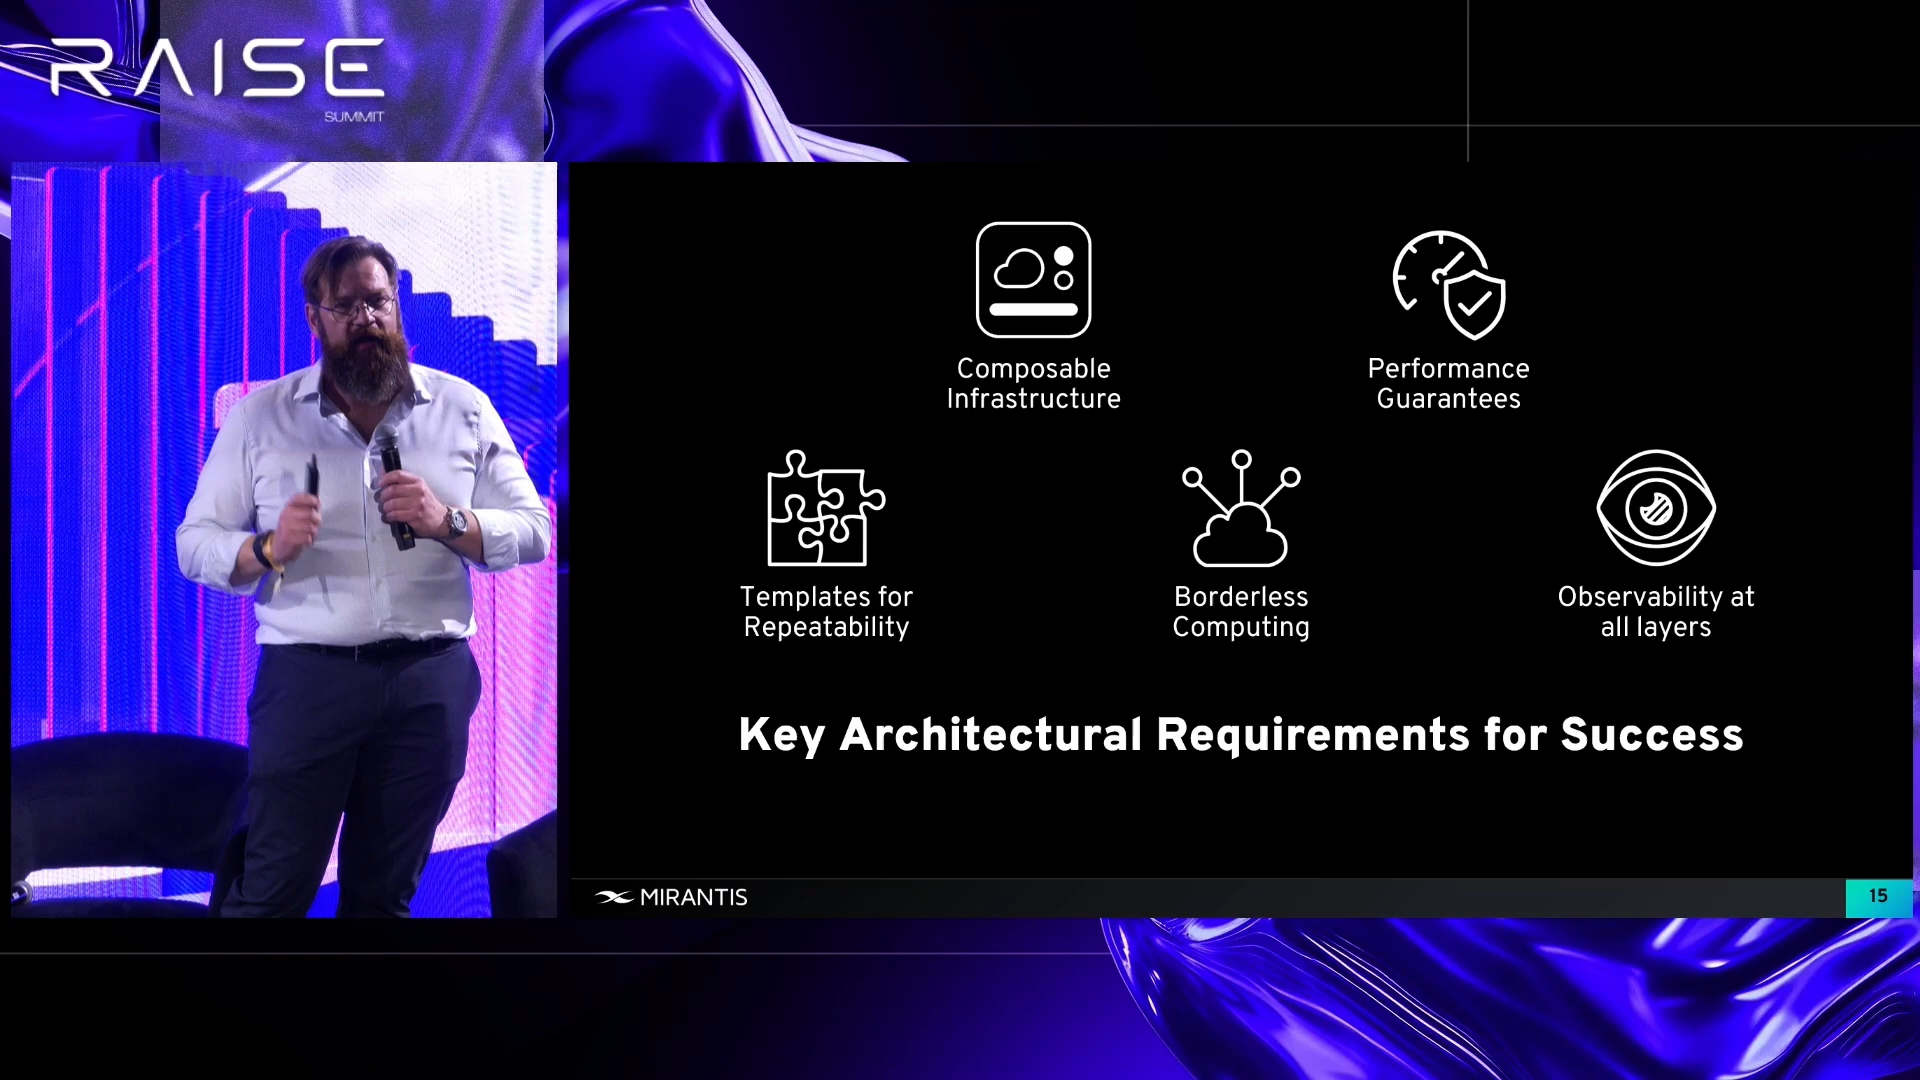 RAISE
SUMMIT
Composable
Infrastructure
Performance
Guarantees
Templates for
Repeatability
Borderless
Computing
Observability at
all layers
Key Architectural Requirements for Success
MIRANTIS
15